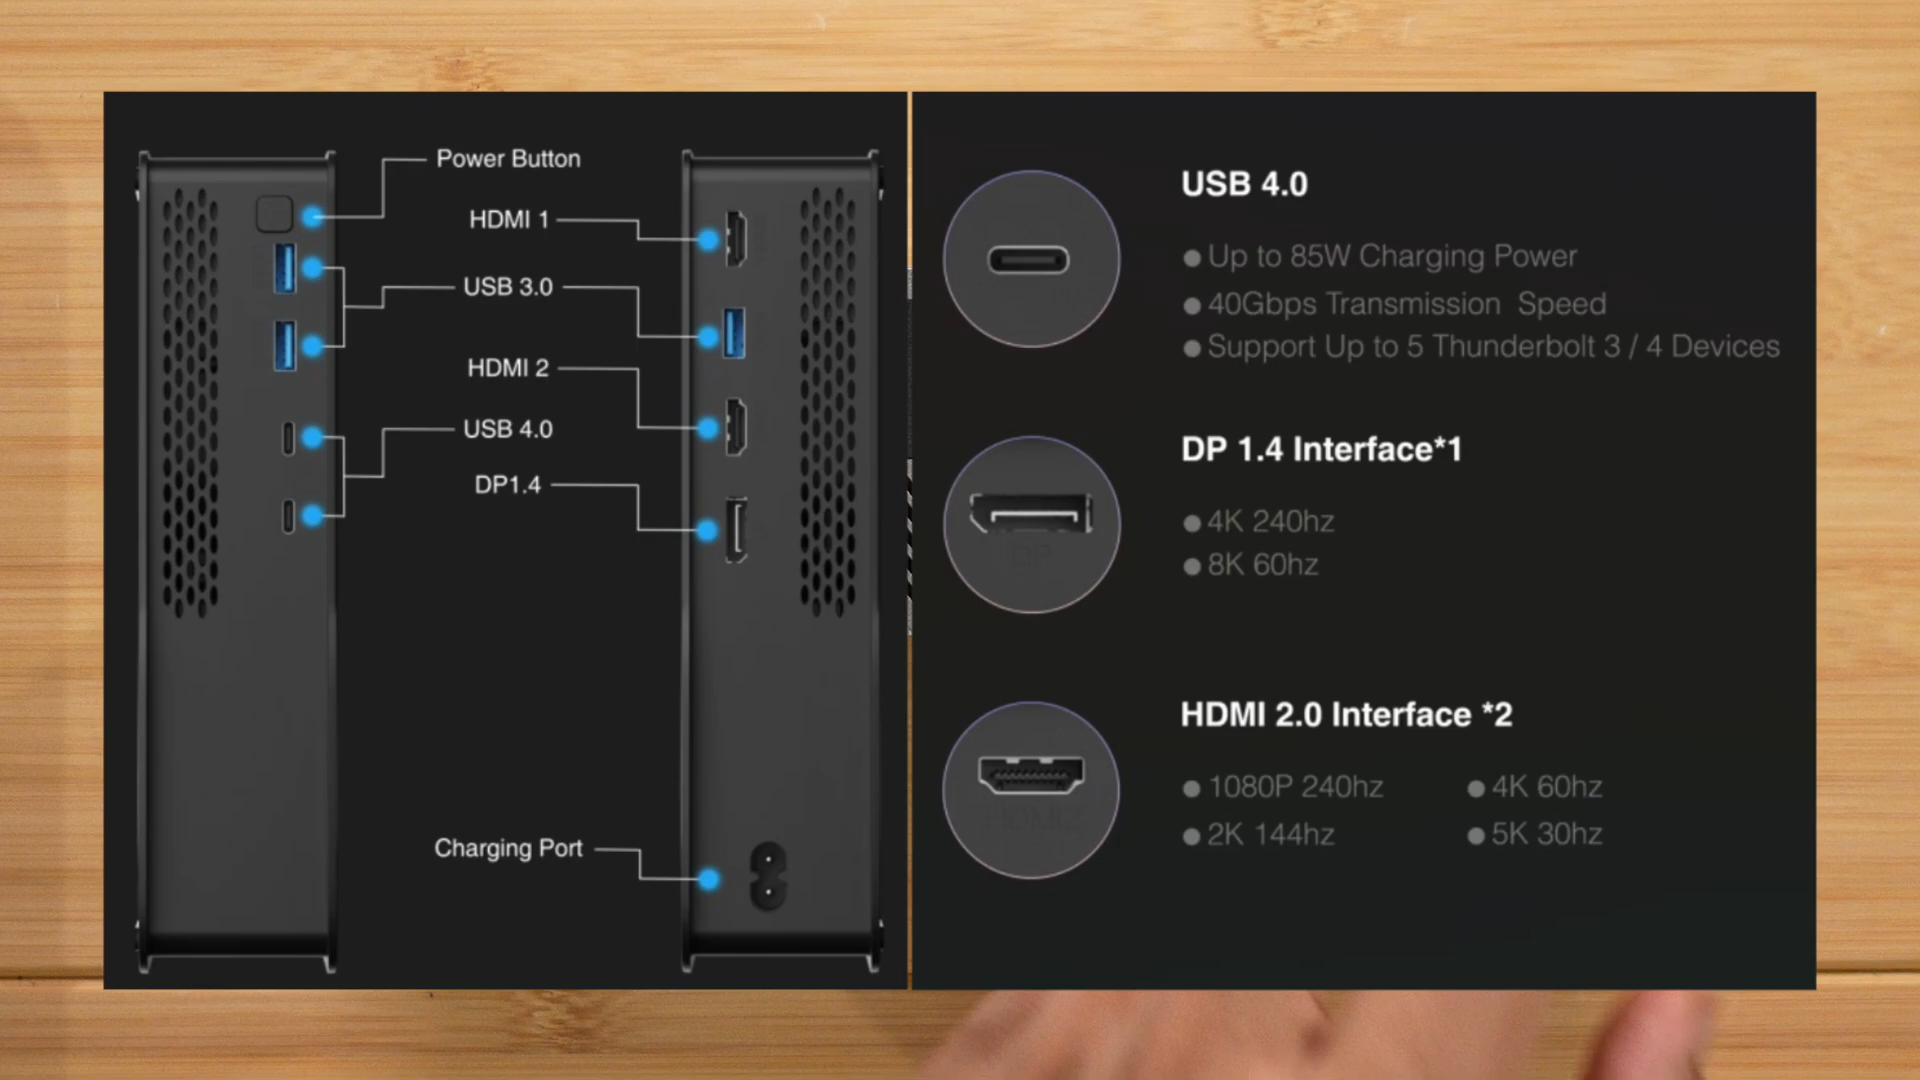 Power Button
HDMI 1
USB 3.0
HDMI 2
USB 4.0
DP1.4
Charging Port
USB 4.0
Up to 85W Charging Power
40Gbps Transmission Speed
Support Up to 5 Thunderbolt 3 / 4 Devices
DP 1.4 Interface*1
DP
4K 240hz
8K 60hz
HDMI 2.0 Interface *2
HDMI2
1080P 240hz
4K 60hz
2K 144hz
5K 30hz